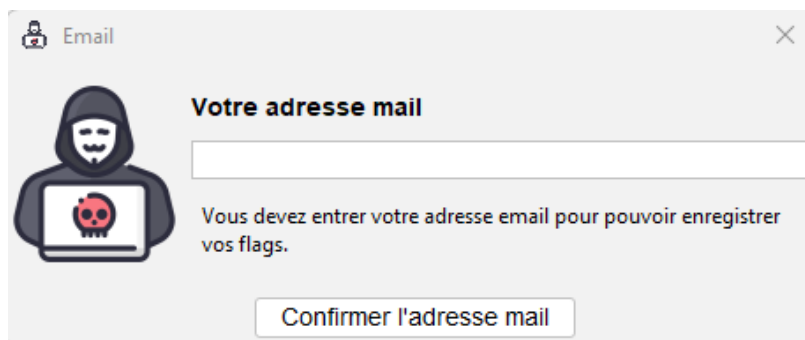 Email
Votre adresse mail
Vous devez entrer votre adresse email pour pouvoir enregistrer
vos flags.
Confirmer l'adresse mail